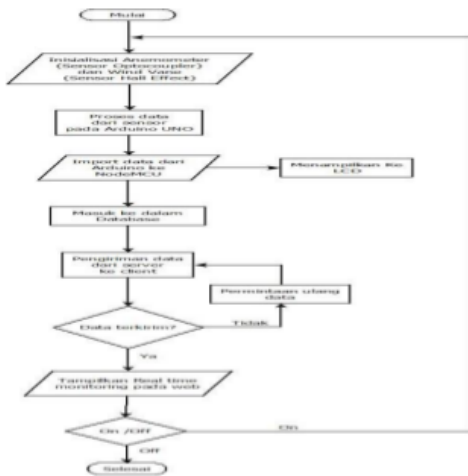 Mulai
Inisialisasi Anemometer
(Sensor Optocoupler)
dan Wind Vane
(Sensor Hall Effect)
Proses data
dari sensor
pada Arduino UNO
Import data dari
Arduino ke
NodeMCU
Menampilkan Ke
LCD
Masuk ke dalam
Database
Pengiriman data
dari server
ke client
Permintaan ulang
data
Data terkirim?
Tidak
Ya
Tampilkan Real time
monitoring pada web
On /Off
On
Off
Selesai